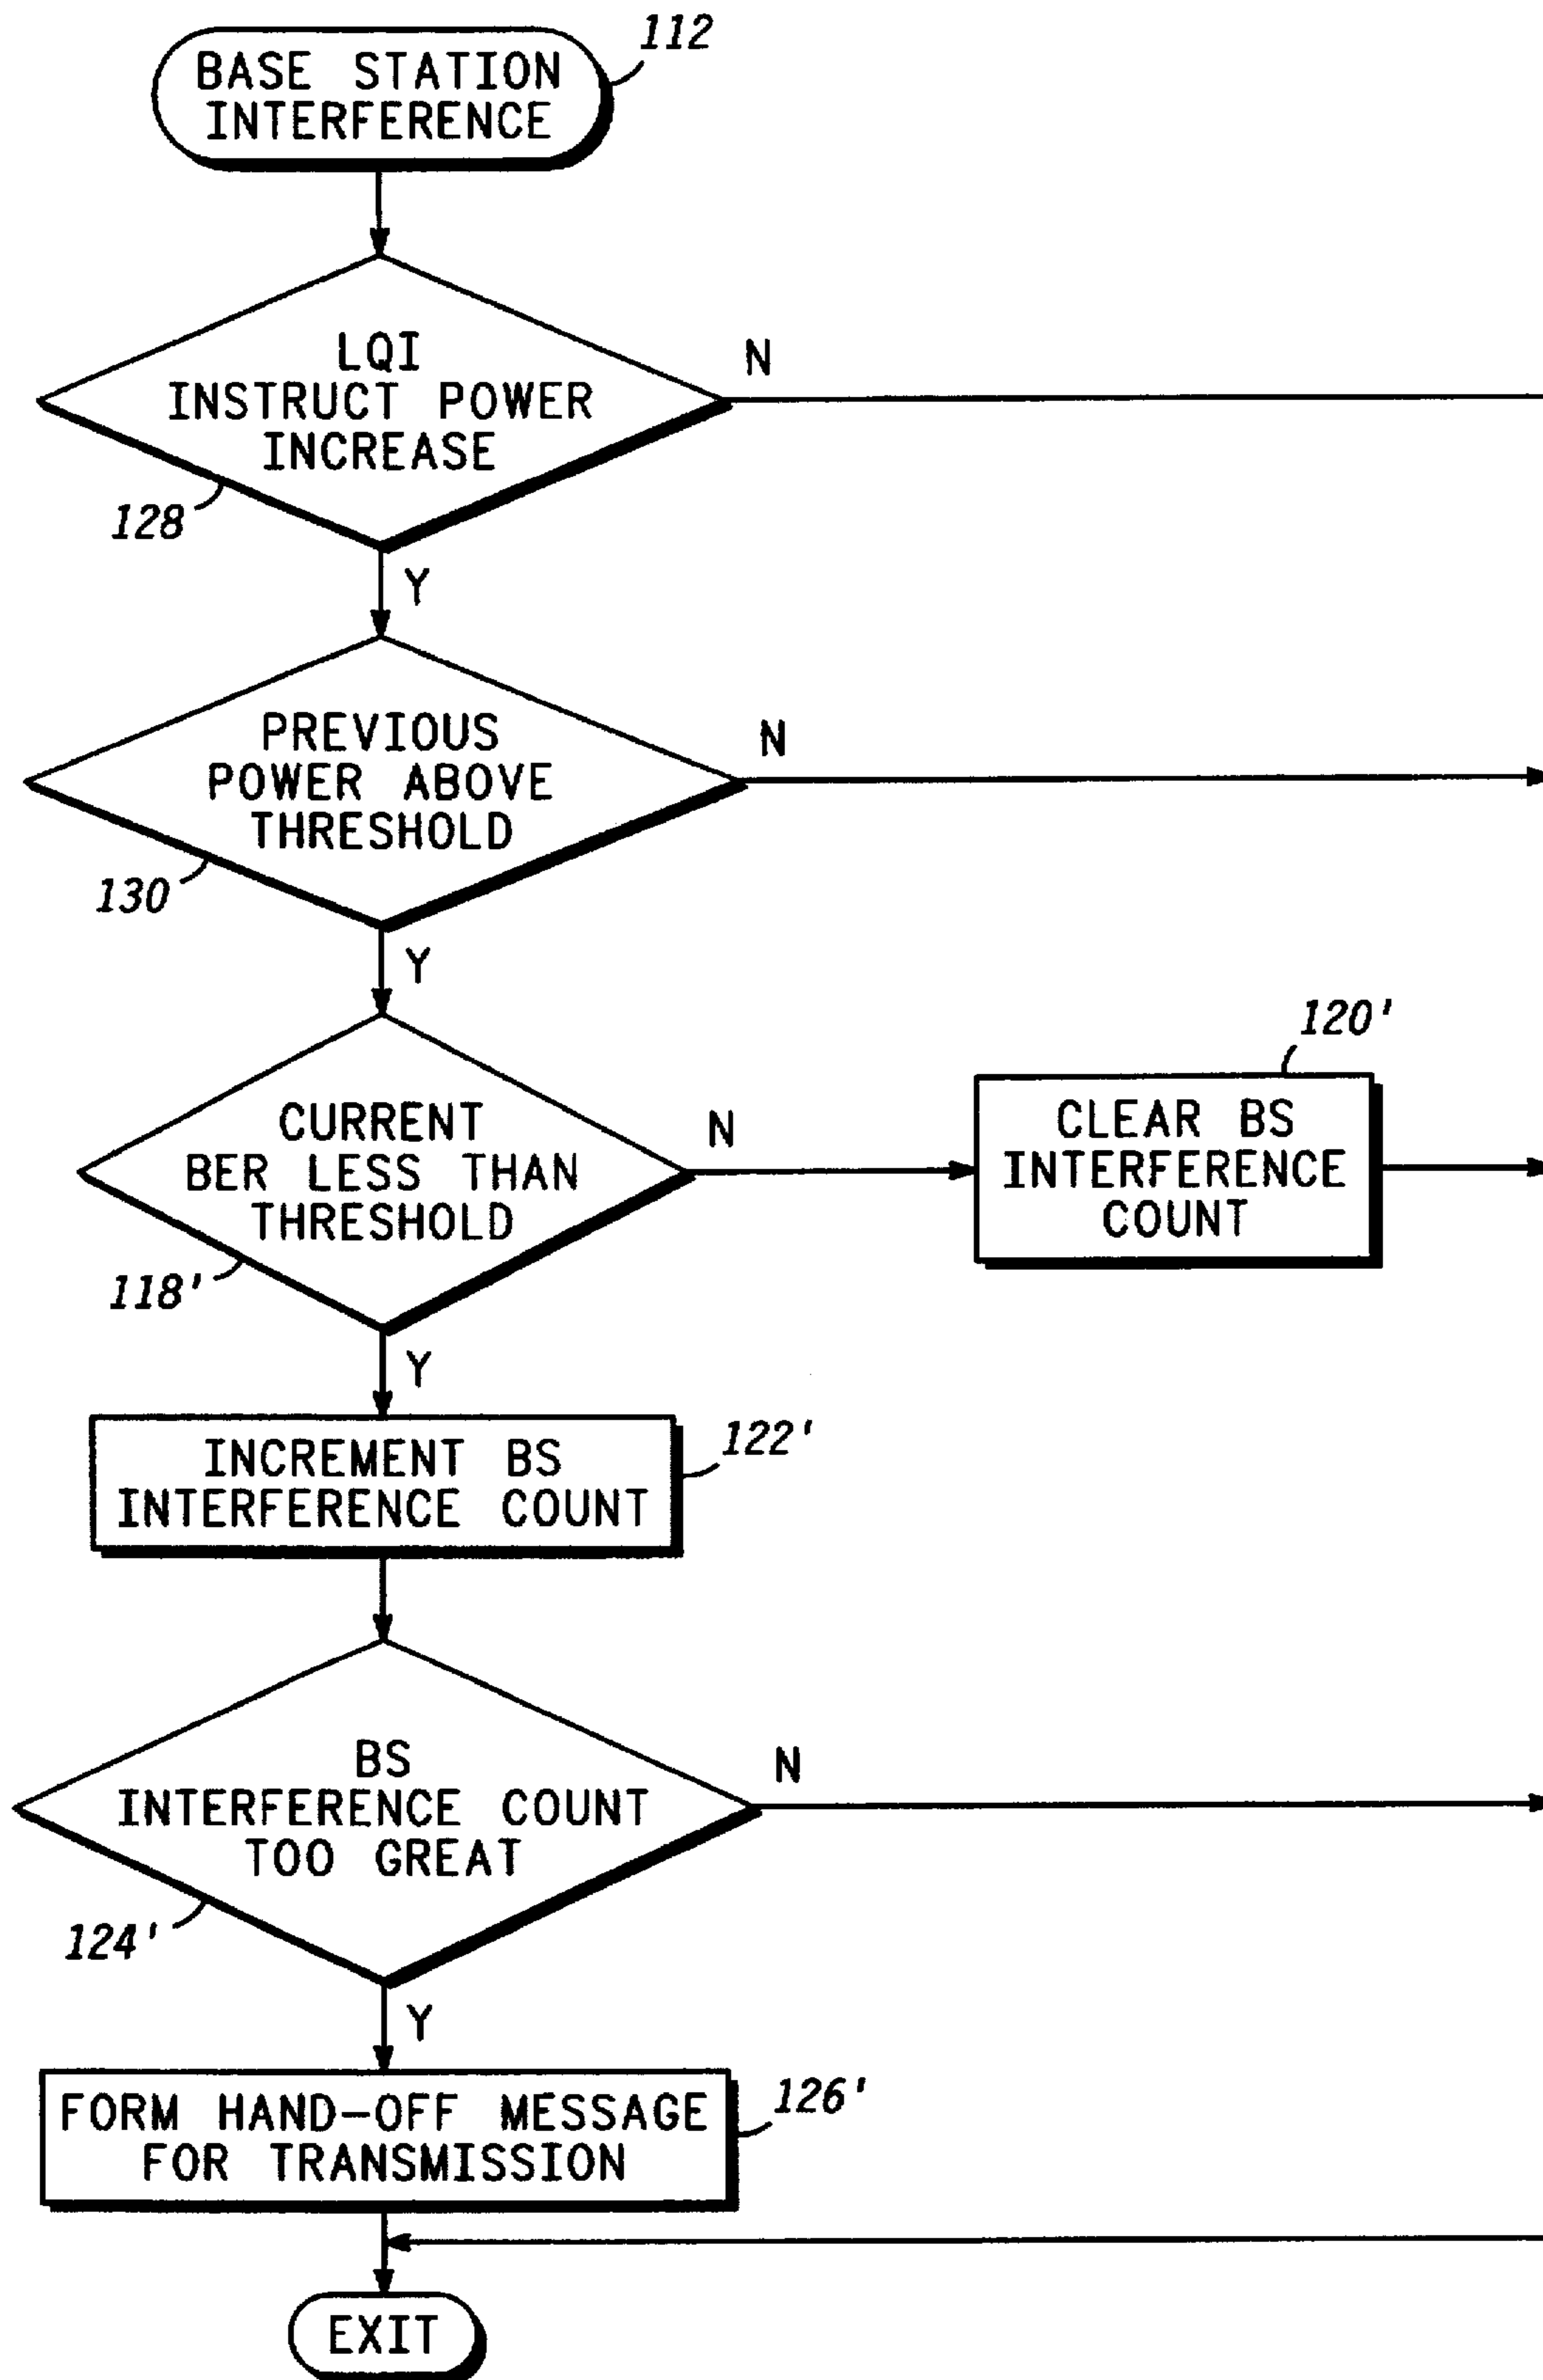 112
BASE STATION
INTERFERENCE
LQI
INSTRUCT POWER
INCREASE
N
128
Y
PREVIOUS
POWER ABOVE
THRESHOLD
N
130
Y
CURRENT
BER LESS THAN
THRESHOLD
N
118'
120'
CLEAR BS
INTERFERENCE
COUNT
Y
INCREMENT BS
INTERFERENCE COUNT
122'
BS
INTERFERENCE COUNT
TOO GREAT
N
124'
Y
FORM HAND-OFF MESSAGE
FOR TRANSMISSION
126'
EXIT